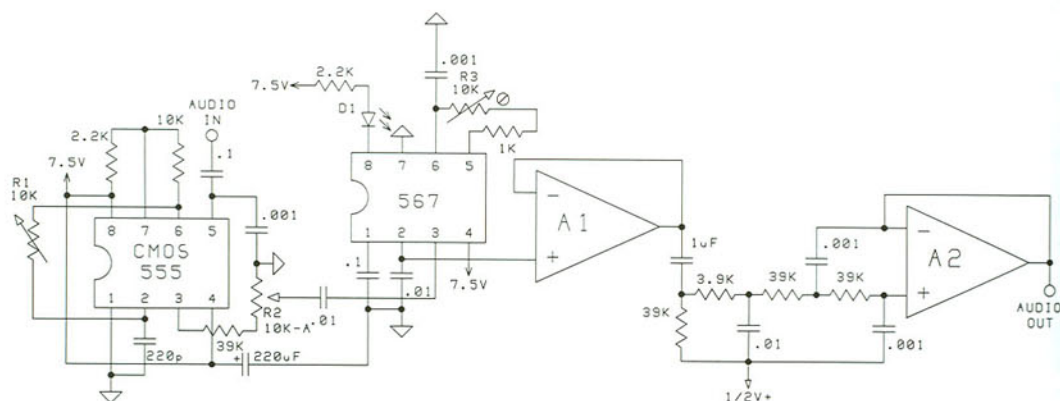 .001
R3
10K
2.2K
7.5V
D1
1K
AUDIO
IN
10K
2.2K
.1
7.5V
R1
10K
.001
8 7 6 5
CMOS
555
1 2 3 4
8 7 6 5
567
1 2 3 4
.1
.01
7.5V
R2
10K-A
.01
39K
220p
+
220uF
A1
-
+
1uF
3.9K
39K
39K
39K
.001
.01
.001
1/2V+
A2
-
+
AUDIO
OUT